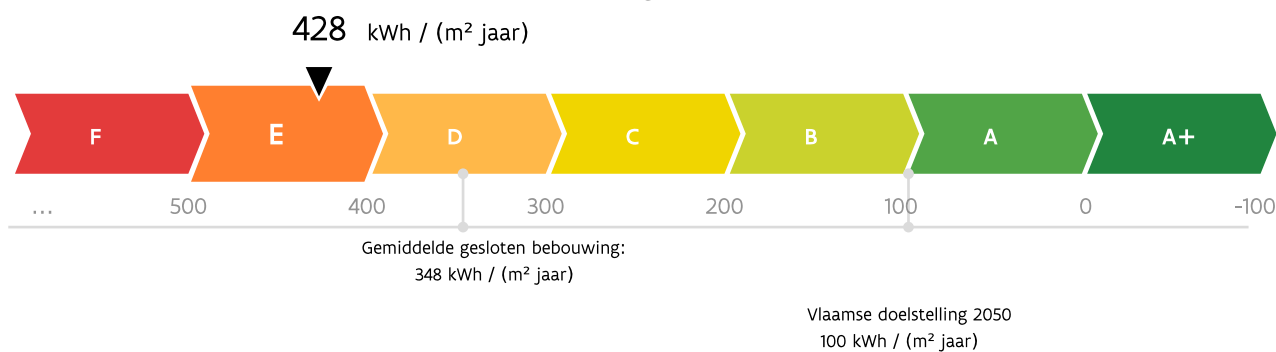 428 kWh / (m² jaar)
F E D C B A A+
... 500 400 300 200 100 0 -100
Gemiddelde gesloten bebouwing:
348 kWh / (m² jaar)
Vlaamse doelstelling 2050
100 kWh / (m² jaar)